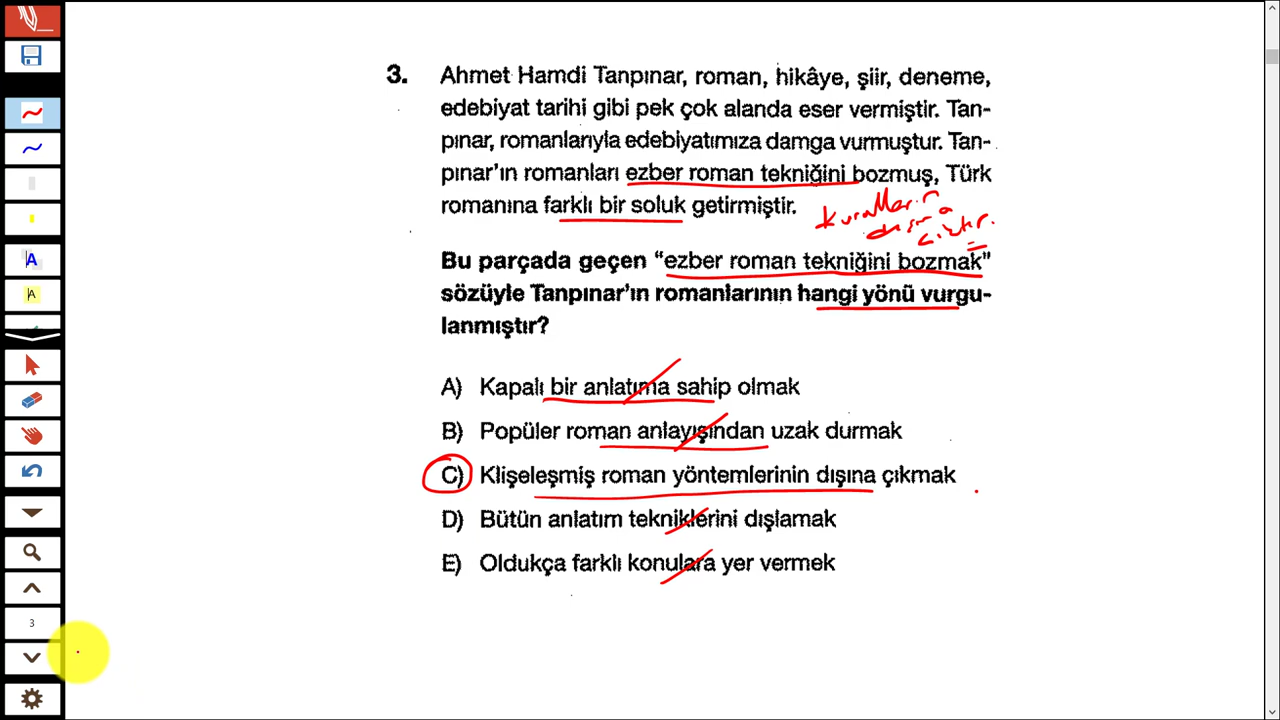 3. Ahmet Hamdi Tanpınar, roman, hikâye, şiir, deneme,
edebiyat tarihi gibi pek çok alanda eser vermiştir. Tan-
pınar, romanlarıyla edebiyatımıza damga vurmuştur. Tan-
pınar'ın romanları ezber roman tekniğini bozmuş, Türk
romanına farklı bir soluk getirmiştir.
kuralların
dışına
çıkar.
Bu parçada geçen “ezber roman tekniğini bozmak”
sözüyle Tanpınar'ın romanlarının hangi yönü vurgu-
lanmıştır?
A) Kapalı bir anlatıma sahip olmak
B) Popüler roman anlayışından uzak durmak
C) Klişeleşmiş roman yöntemlerinin dışına çıkmak
D) Bütün anlatım tekniklerini dışlamak
E) Oldukça farklı konulara yer vermek
A
A
3